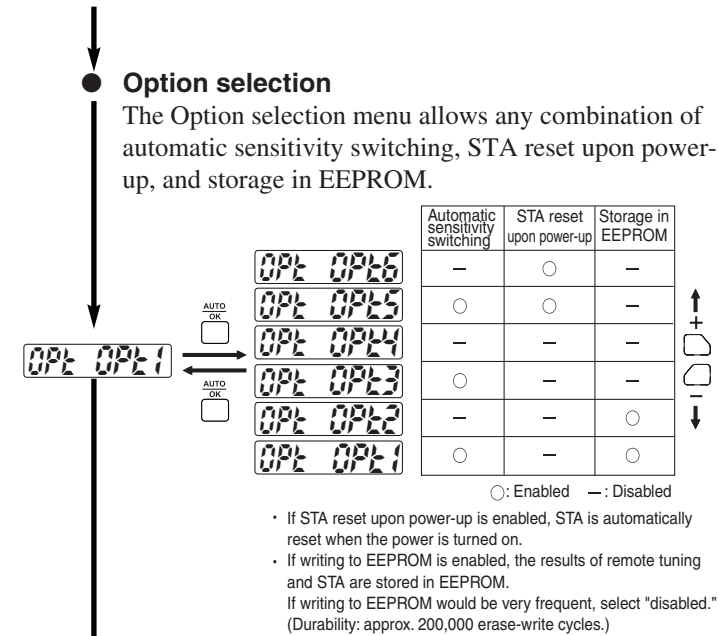 ● Option selection
The Option selection menu allows any combination of
automatic sensitivity switching, STA reset upon power-
up, and storage in EEPROM.
Automatic sensitivity switching STA reset upon power-up Storage in EEPROM
OPt OPt6 – ○ –
OPt OPt5 ○ ○ –
OPt OPt4 – – –
OPt OPt3 ○ – –
OPt OPt2 – – ○
OPt OPt1 ○ – ○
AUTO
OK
OPt OPt1
AUTO
OK
+
–
○: Enabled –: Disabled
・ If STA reset upon power-up is enabled, STA is automatically
reset when the power is turned on.
・ If writing to EEPROM is enabled, the results of remote tuning
and STA are stored in EEPROM.
If writing to EEPROM would be very frequent, select "disabled."
(Durability: approx. 200,000 erase-write cycles.)